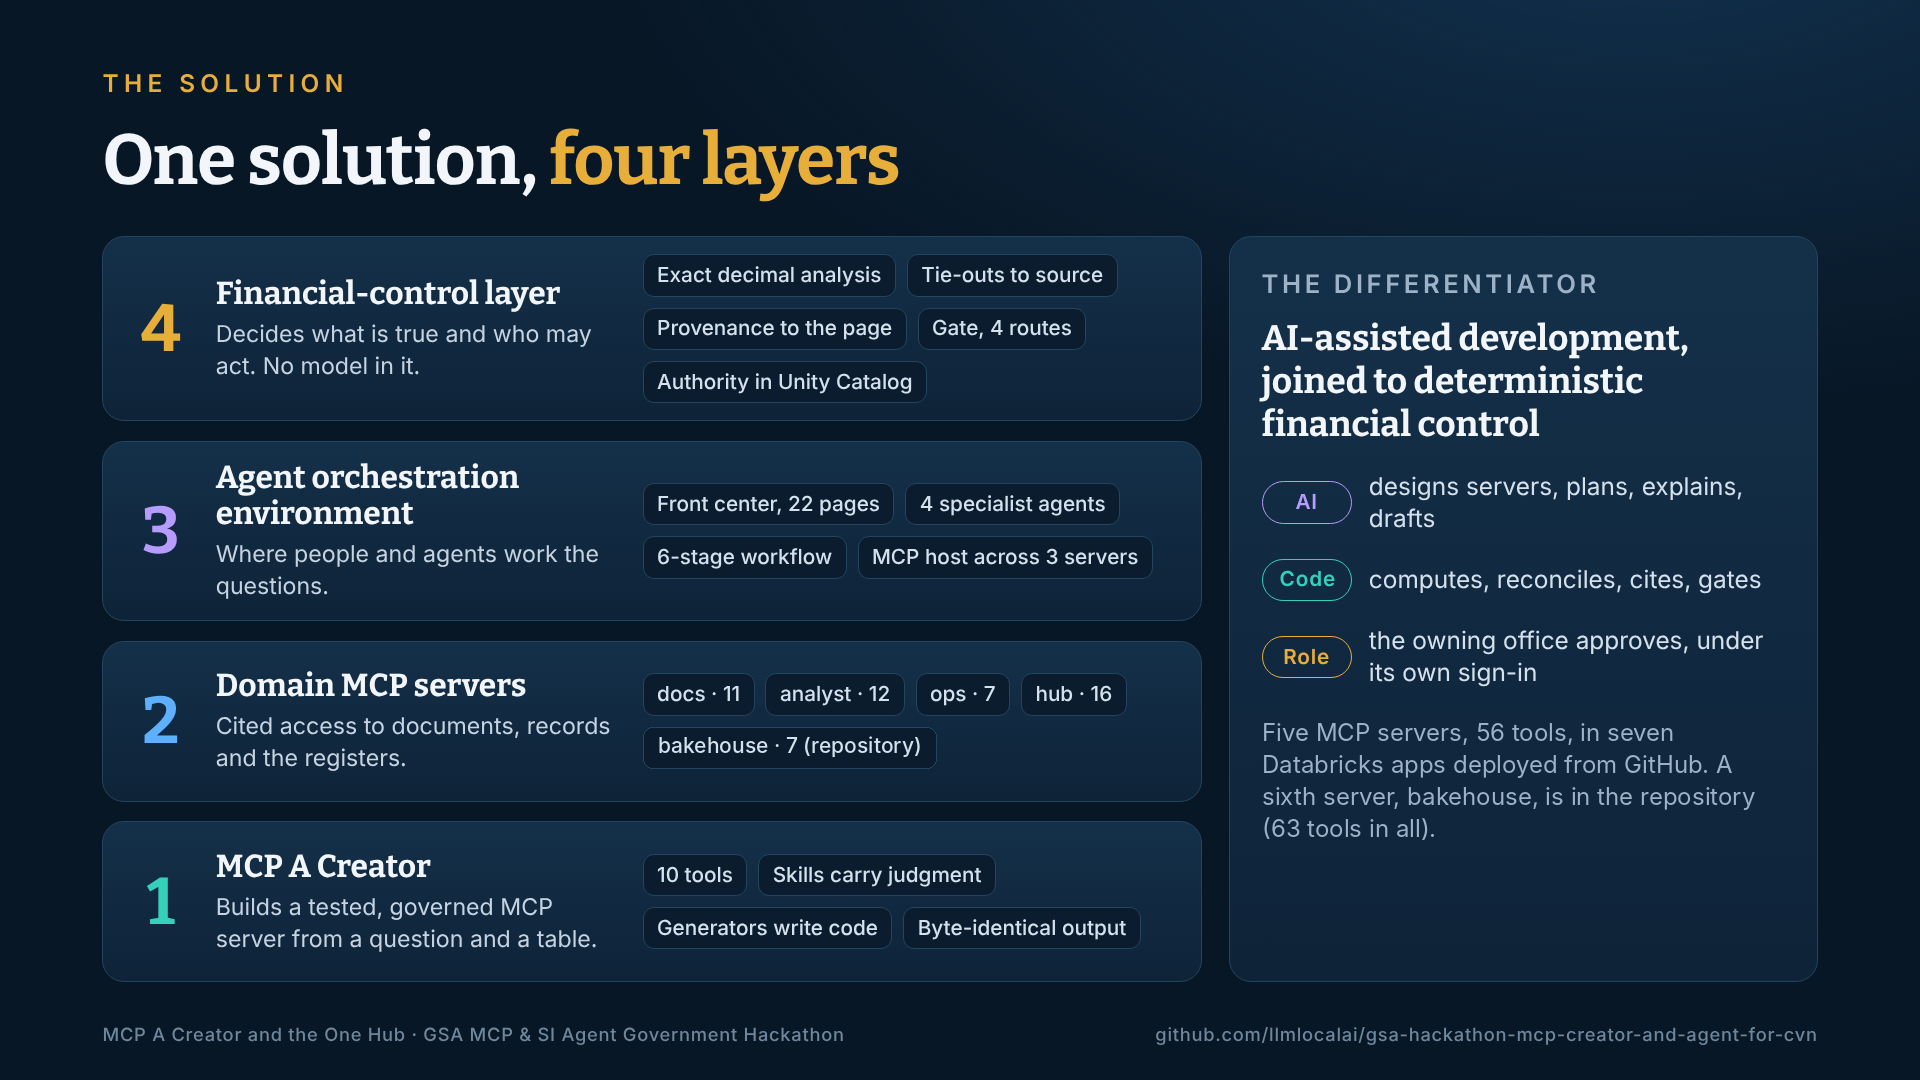 THE SOLUTION
One solution, four layers
4
Financial-control layer
Decides what is true and who may
act. No model in it.
Exact decimal analysis
Tie-outs to source
Provenance to the page
Gate, 4 routes
Authority in Unity Catalog
3
Agent orchestration
environment
Where people and agents work the
questions.
Front center, 22 pages
4 specialist agents
6-stage workflow
MCP host across 3 servers
2
Domain MCP servers
Cited access to documents, records
and the registers.
docs · 11
analyst · 12
ops · 7
hub · 16
bakehouse · 7 (repository)
1
MCP A Creator
Builds a tested, governed MCP
server from a question and a table.
10 tools
Skills carry judgment
Generators write code
Byte-identical output
THE DIFFERENTIATOR
AI-assisted development,
joined to deterministic
financial control
AI
designs servers, plans, explains,
drafts
Code
computes, reconciles, cites, gates
Role
the owning office approves, under
its own sign-in
Five MCP servers, 56 tools, in seven
Databricks apps deployed from GitHub. A
sixth server, bakehouse, is in the repository
(63 tools in all).
MCP A Creator and the One Hub · GSA MCP & SI Agent Government Hackathon
github.com/llmlocalai/gsa-hackathon-mcp-creator-and-agent-for-cvn